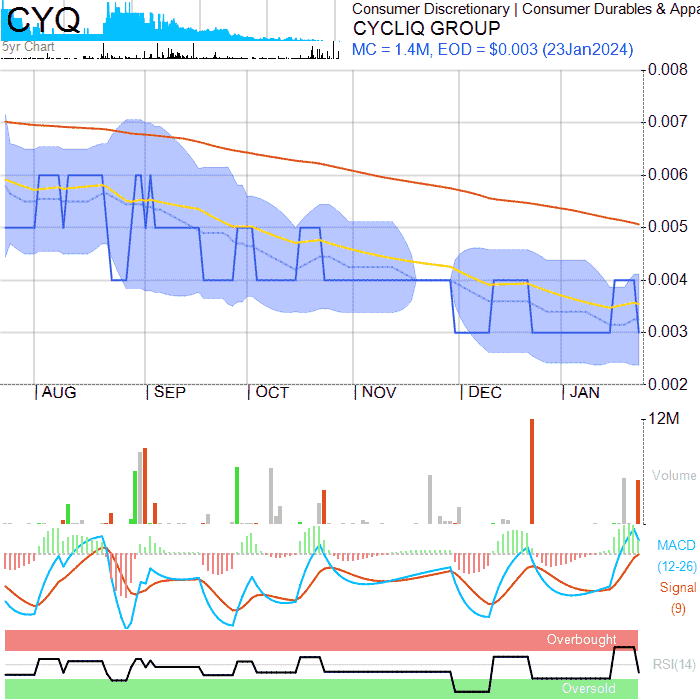 CYQ
5yr Chart
Consumer Discretionary | Consumer Durables & Appa
CYCLIQ GROUP
MC = 1.4M, EOD = $0.003 (23Jan2024)
0.008
0.007
0.006
0.005
0.004
0.003
0.002
AUG SEP OCT NOV DEC JAN
12M
Volume
MACD
(12-26)
Signal
(9)
Overbought
RSI(14)
Oversold